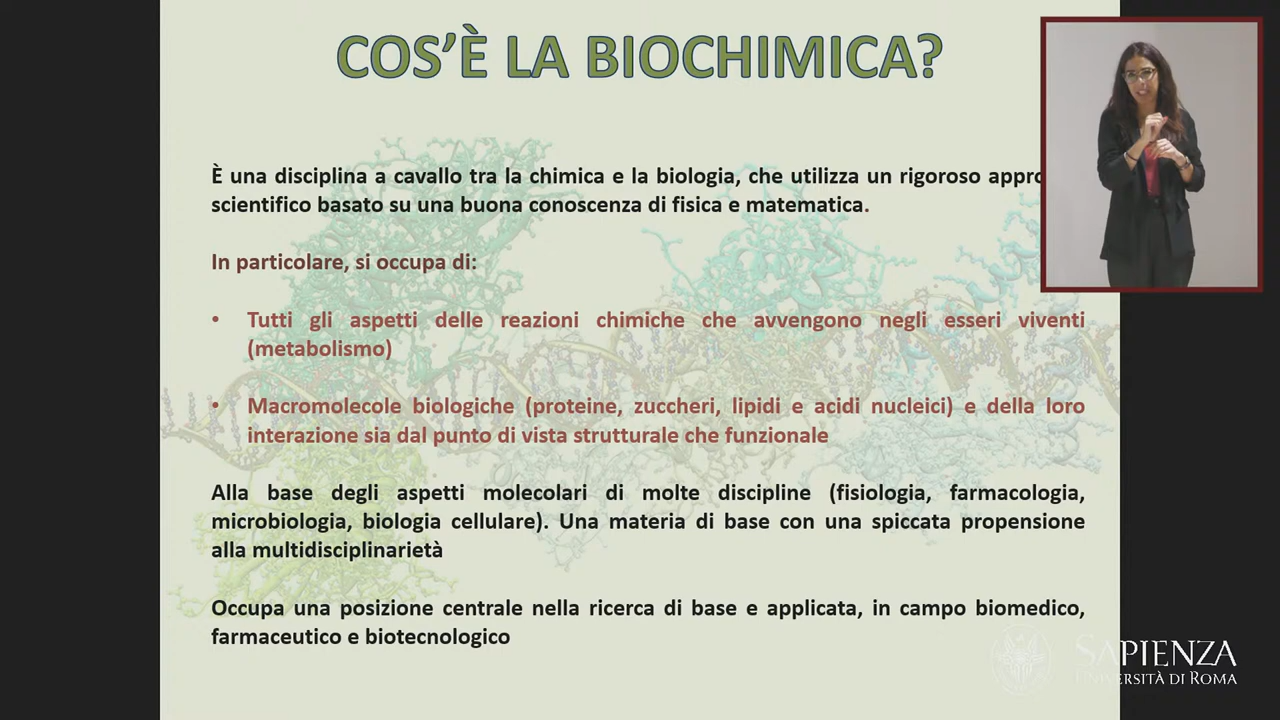 COS'È LA BIOCHIMICA?
È una disciplina a cavallo tra la chimica e la biologia, che utilizza un rigoroso
scientifico basato su una buona conoscenza di fisica e matematica.
In particolare, si occupa di:
• Tutti gli aspetti delle reazioni chimiche che avvengono negli esseri viventi
(metabolismo)
• Macromolecole biologiche (proteine, zuccheri, lipidi e acidi nucleici) e della loro
interazione sia dal punto di vista strutturale che funzionale
Alla base degli aspetti molecolari di molte discipline (fisiologia, farmacologia,
microbiologia, biologia cellulare). Una materia di base con una spiccata propensione
alla multidisciplinarietà
Occupa una posizione centrale nella ricerca di base e applicata, in campo biomedico,
farmaceutico e biotecnologico
SAPIENZA
UNIVERSITÀ DI ROMA